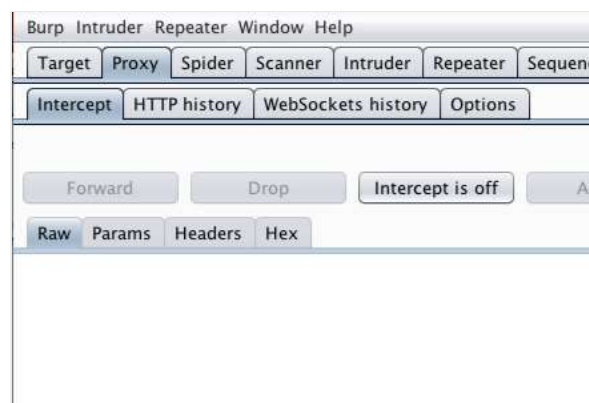 Burp Intruder Repeater Window Help
Target Proxy Spider Scanner Intruder Repeater
Intercept HTTP history WebSockets history Options
Forward Drop Intercept is off
Raw Params Headers Hex